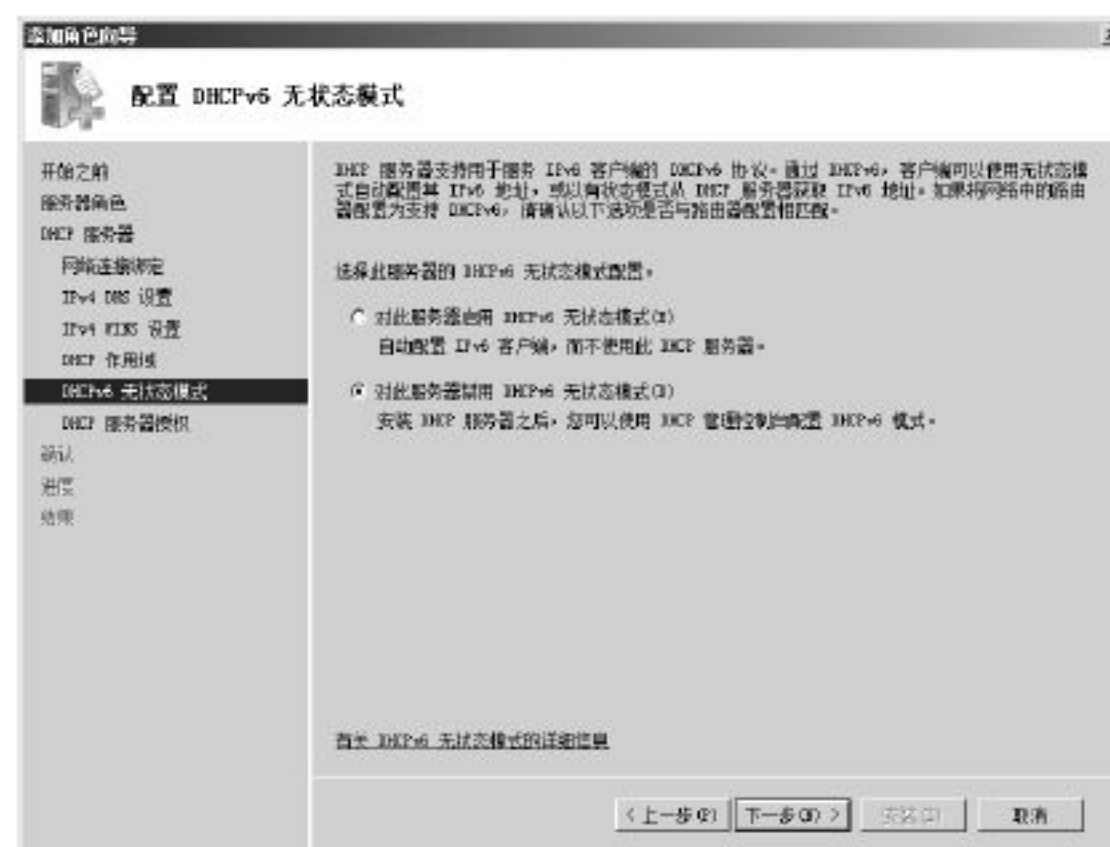 添加角色向导
配置 DHCPv6 无状态模式
开始之前
服务器角色
DHCP 服务器
网络连接绑定
IPv4 DNS 设置
IPv4 WINS 设置
DHCP 作用域
DHCPv6 无状态模式
DHCP 服务器授权
确认
进度
结果
DHCP 服务器支持用于服务 IPv6 客户端的 DHCPv6 协议。通过 DHCPv6，客户端可以使用无状态模
式自动配置其 IPv6 地址，或以有状态模式从 DHCP 服务器获取 IPv6 地址。如果将网络中的路由
器配置为支持 DHCPv6，请确认以下选项是否与路由器配置相匹配。
选择此服务器的 DHCPv6 无状态模式配置。
对此服务器启用 DHCPv6 无状态模式(E)
自动配置 IPv6 客户端，而不使用此 DHCP 服务器。
对此服务器禁用 DHCPv6 无状态模式(D)
安装 DHCP 服务器之后，您可以使用 DHCP 管理控制台配置 DHCPv6 模式。
有关 DHCPv6 无状态模式的详细信息
< 上一步(P) 下一步(N) > 安装(I) 取消